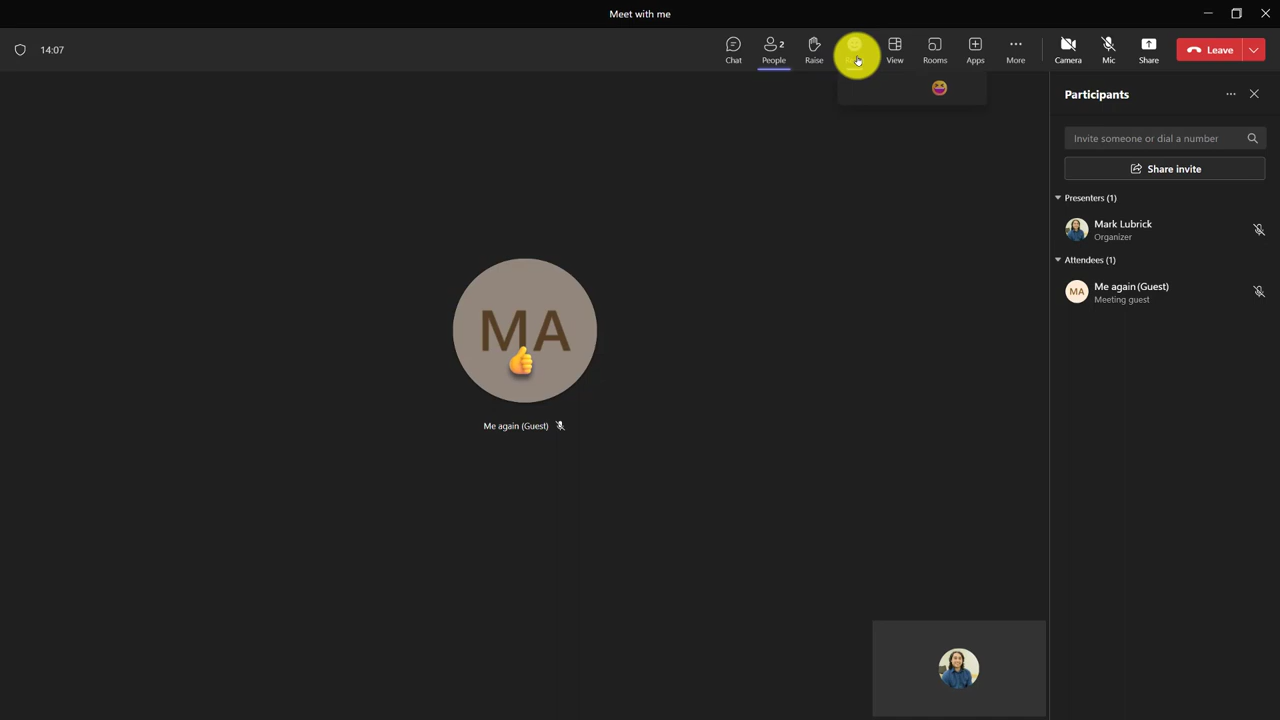 Meet with me
14:07
Chat
2
People
Raise
View
Rooms
Apps
More
Camera
Mic
Share
Leave
Participants
Invite someone or dial a number
Share invite
Presenters (1)
Mark Lubrick
Organizer
Attendees (1)
MA
Me again (Guest)
Meeting guest
MA
Me again (Guest)